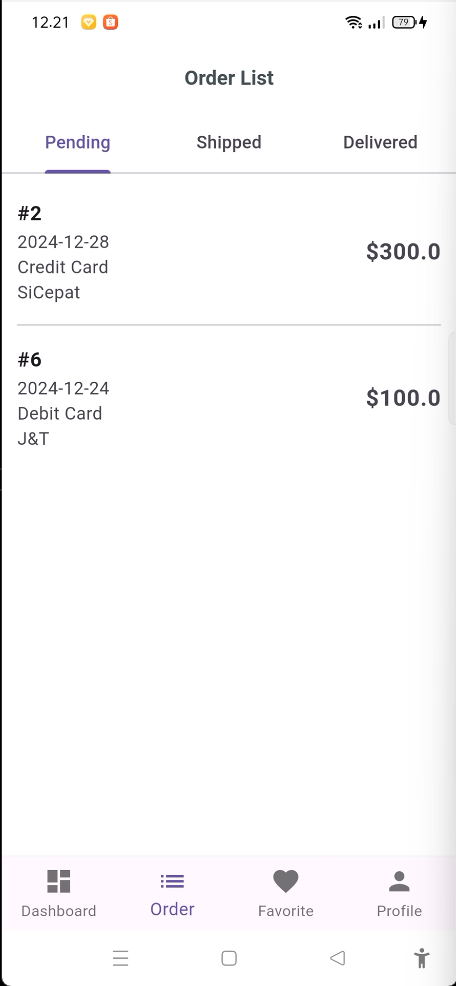 12.21
79
Order List
Pending Shipped Delivered
#2
2024-12-28
Credit Card
SiCepat
$300.0
#6
2024-12-24
Debit Card
J&T
$100.0
Dashboard Order Favorite Profile